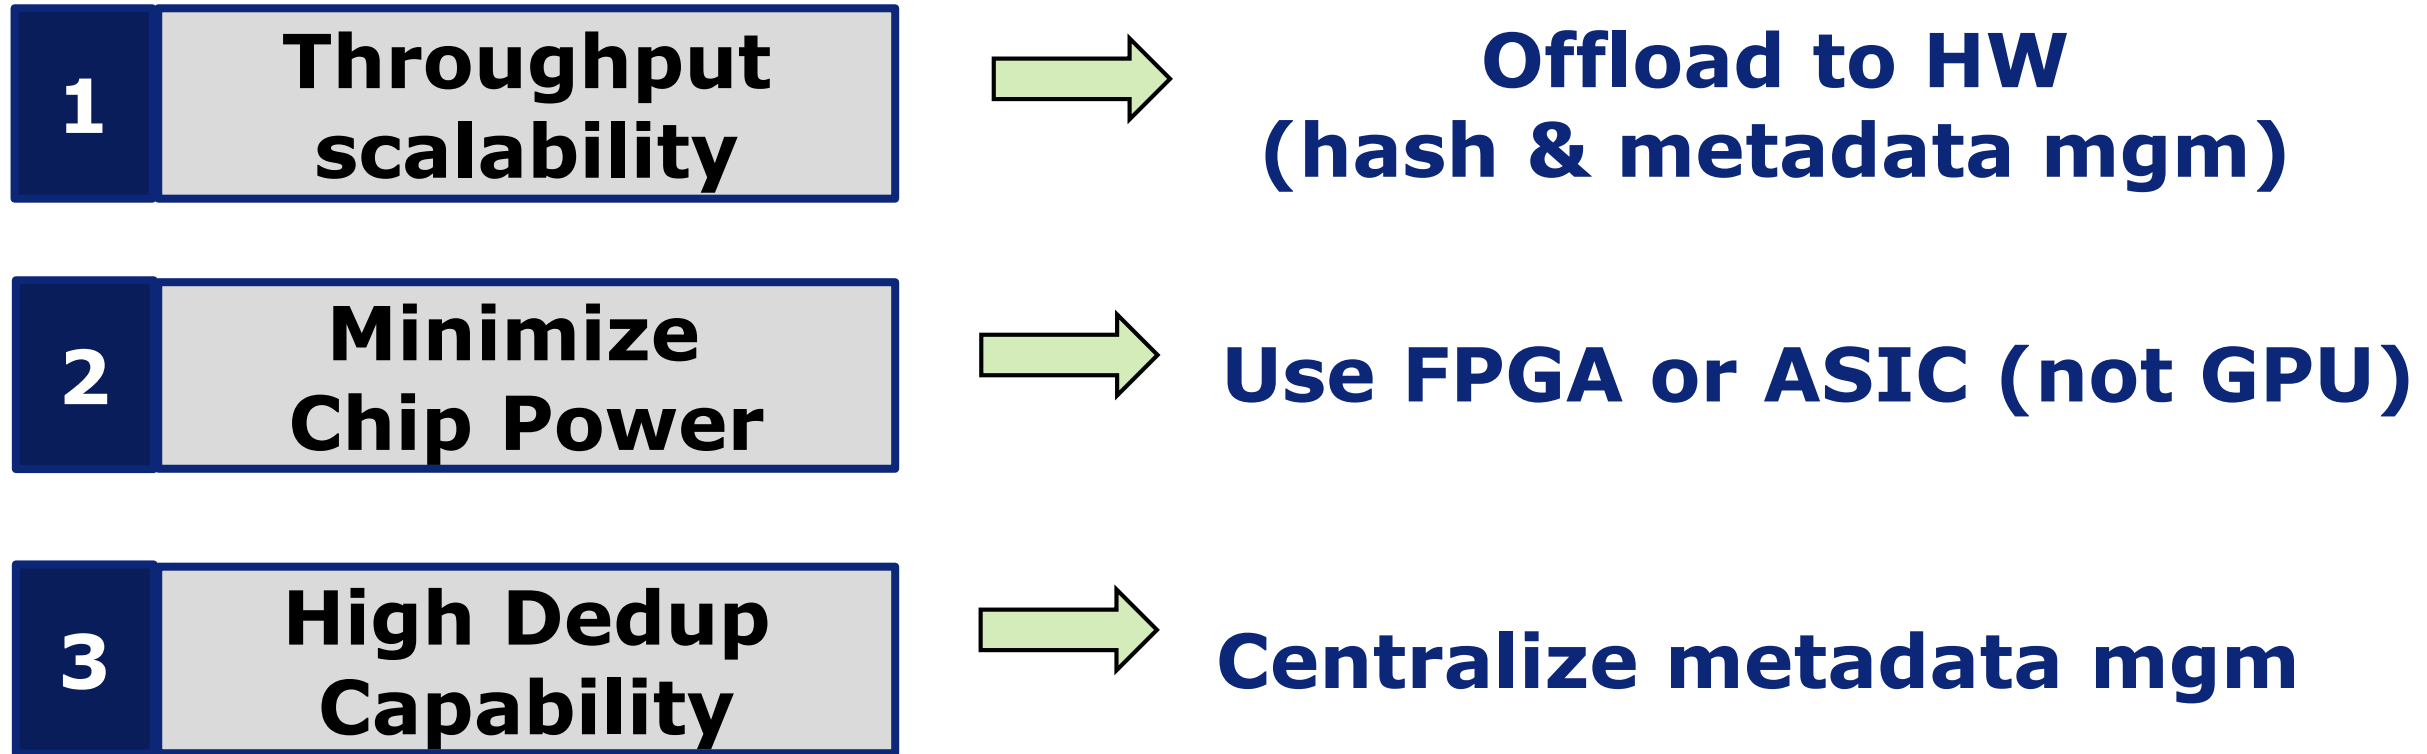 1
Throughput
scalability
Offload to HW
(hash & metadata mgm)
2
Minimize
Chip Power
Use FPGA or ASIC (not GPU)
3
High Dedup
Capability
Centralize metadata mgm